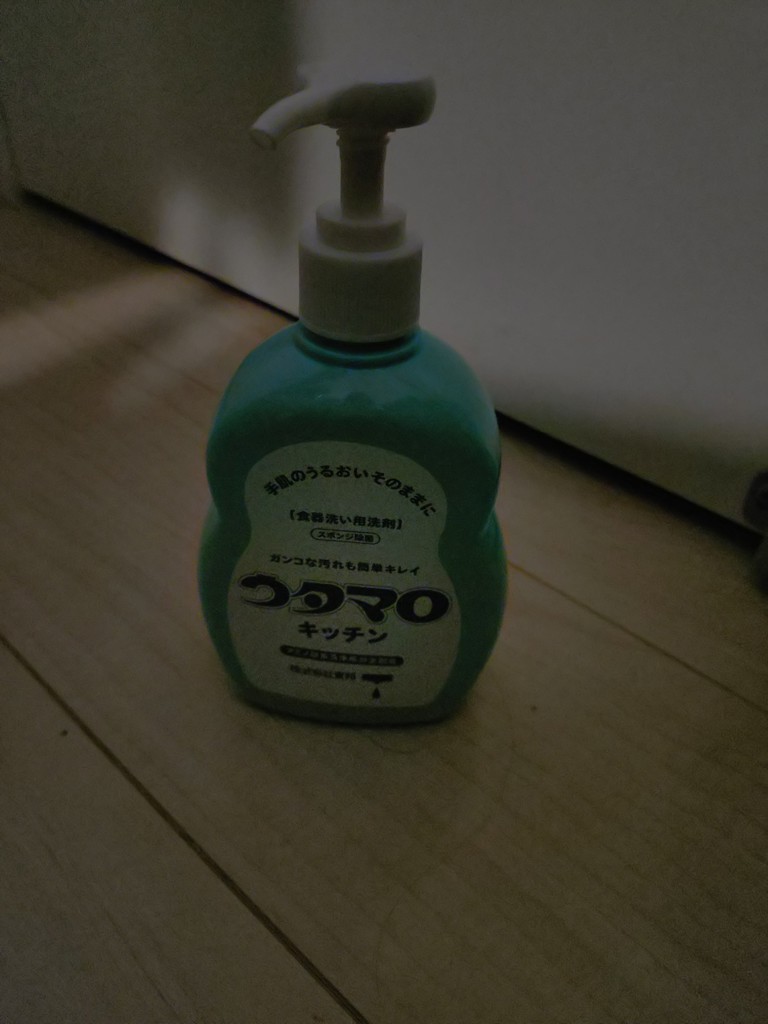 手肌のうるおいそのままに
［食器洗い用洗剤］
スポンジ除菌
ガンコな汚れも簡単キレイ
ウタマロ
キッチン
株式会社東邦